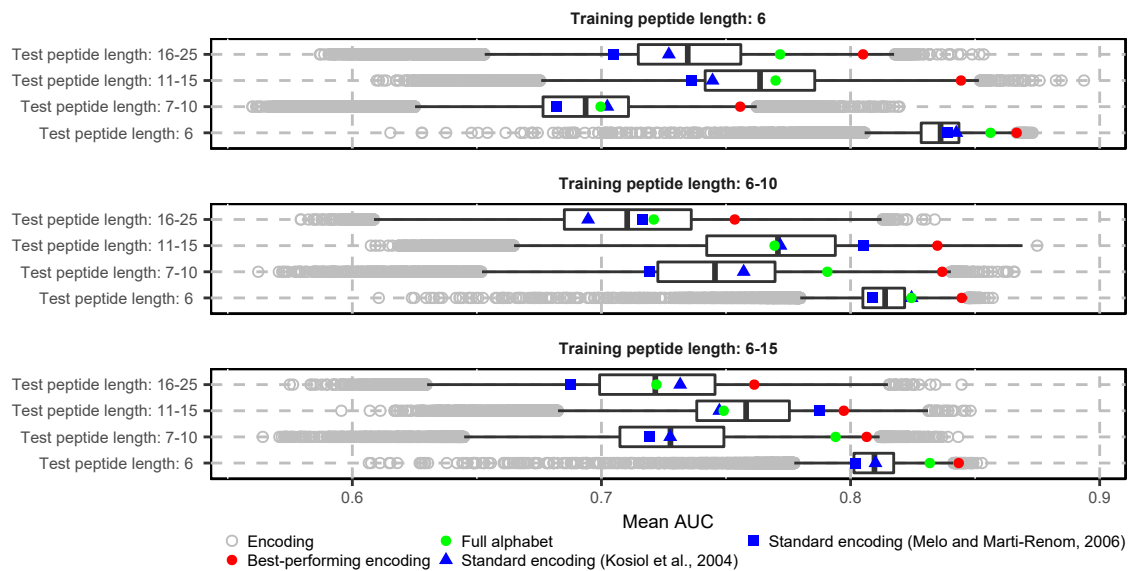 Training peptide length: 6
Test peptide length: 16-25
Test peptide length: 11-15
Test peptide length: 7-10
Test peptide length: 6
Training peptide length: 6-10
Test peptide length: 16-25
Test peptide length: 11-15
Test peptide length: 7-10
Test peptide length: 6
Training peptide length: 6-15
Test peptide length: 16-25
Test peptide length: 11-15
Test peptide length: 7-10
Test peptide length: 6
0.6 0.7 0.8 0.9
Mean AUC
Encoding Full alphabet Standard encoding (Melo and Marti-Renom, 2006)
Best-performing encoding Standard encoding (Kosiol et al., 2004)